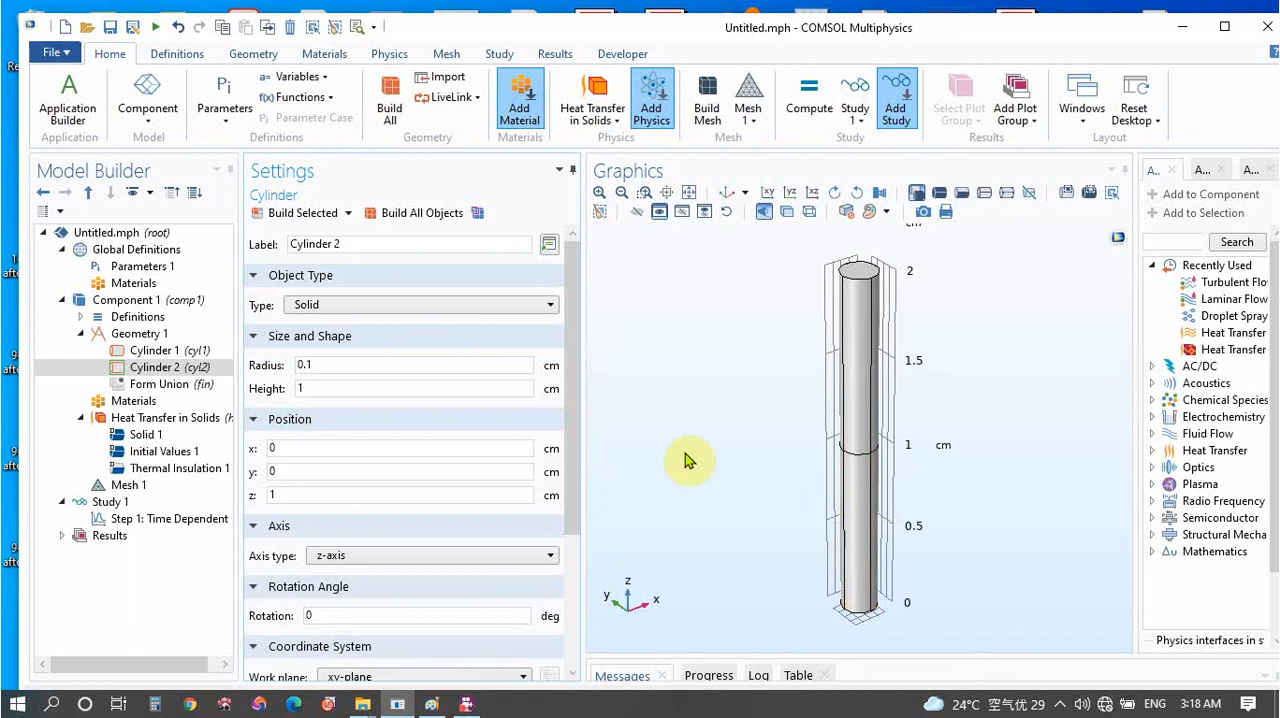 Untitled.mph - COMSOL Multiphysics
File Home Definitions Geometry Materials Physics Mesh Study Results Developer
Application Builder
Application
Component
Model
Parameters
a= Variables
f(x) Functions
Pi Parameter Case
Definitions
Build All
Import
LiveLink
Geometry
Add Material
Materials
Heat Transfer in Solids
Add Physics
Physics
Build Mesh
Mesh 1
Mesh
Compute
Study 1
Add Study
Study
Select Plot Group
Add Plot Group
Results
Windows
Reset Desktop
Layout
Model Builder
Untitled.mph (root)
Global Definitions
Pi Parameters 1
Materials
Component 1 (comp1)
Definitions
Geometry 1
Cylinder 1 (cyl1)
Cylinder 2 (cyl2)
Form Union (fin)
Materials
Heat Transfer in Solids (h
Solid 1
Initial Values 1
Thermal Insulation 1
Mesh 1
Study 1
Step 1: Time Dependent
Results
Settings
Cylinder
Build Selected Build All Objects
Label: Cylinder 2
Object Type
Type: Solid
Size and Shape
Radius: 0.1 cm
Height: 1 cm
Position
x: 0 cm
y: 0 cm
z: 1 cm
Axis
Axis type: z-axis
Rotation Angle
Rotation: 0 deg
Coordinate System
Work plane: xy-plane
Graphics
xy yz xz
cm
2
1.5
1 cm
0.5
0
z
y x
Messages Progress Log Table
A.. A... A...
+ Add to Component
+ Add to Selection
Search
Recently Used
Turbulent Flo
Laminar Flow
Droplet Spray
Heat Transfer
Heat Transfer
AC/DC
Acoustics
Chemical Species
Electrochemistry
Fluid Flow
Heat Transfer
Optics
Plasma
Radio Frequency
Semiconductor
Structural Mecha
Mathematics
Physics interfaces in s
24°C 空气优 29 ENG 3:18 AM